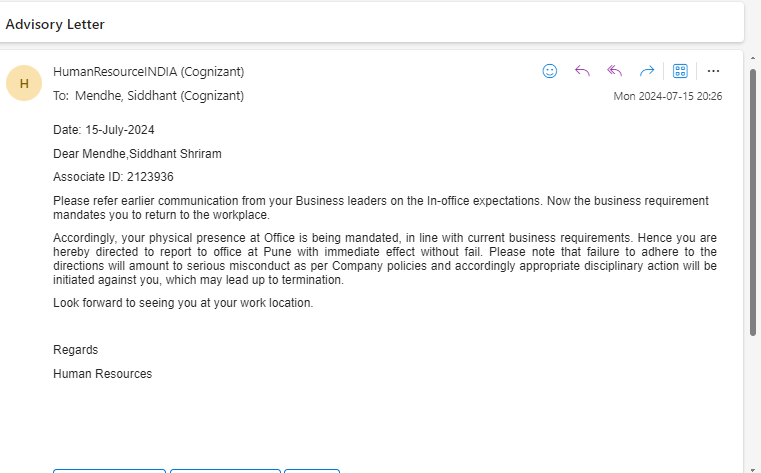 Advisory Letter
H
HumanResourceINDIA (Cognizant)
To: Mendhe, Siddhant (Cognizant)
Mon 2024-07-15 20:26
Date: 15-July-2024
Dear Mendhe,Siddhant Shriram
Associate ID: 2123936
Please refer earlier communication from your Business leaders on the In-office expectations. Now the business requirement
mandates you to return to the workplace.
Accordingly, your physical presence at Office is being mandated, in line with current business requirements. Hence you are
hereby directed to report to office at Pune with immediate effect without fail. Please note that failure to adhere to the
directions will amount to serious misconduct as per Company policies and accordingly appropriate disciplinary action will be
initiated against you, which may lead up to termination.
Look forward to seeing you at your work location.
Regards
Human Resources